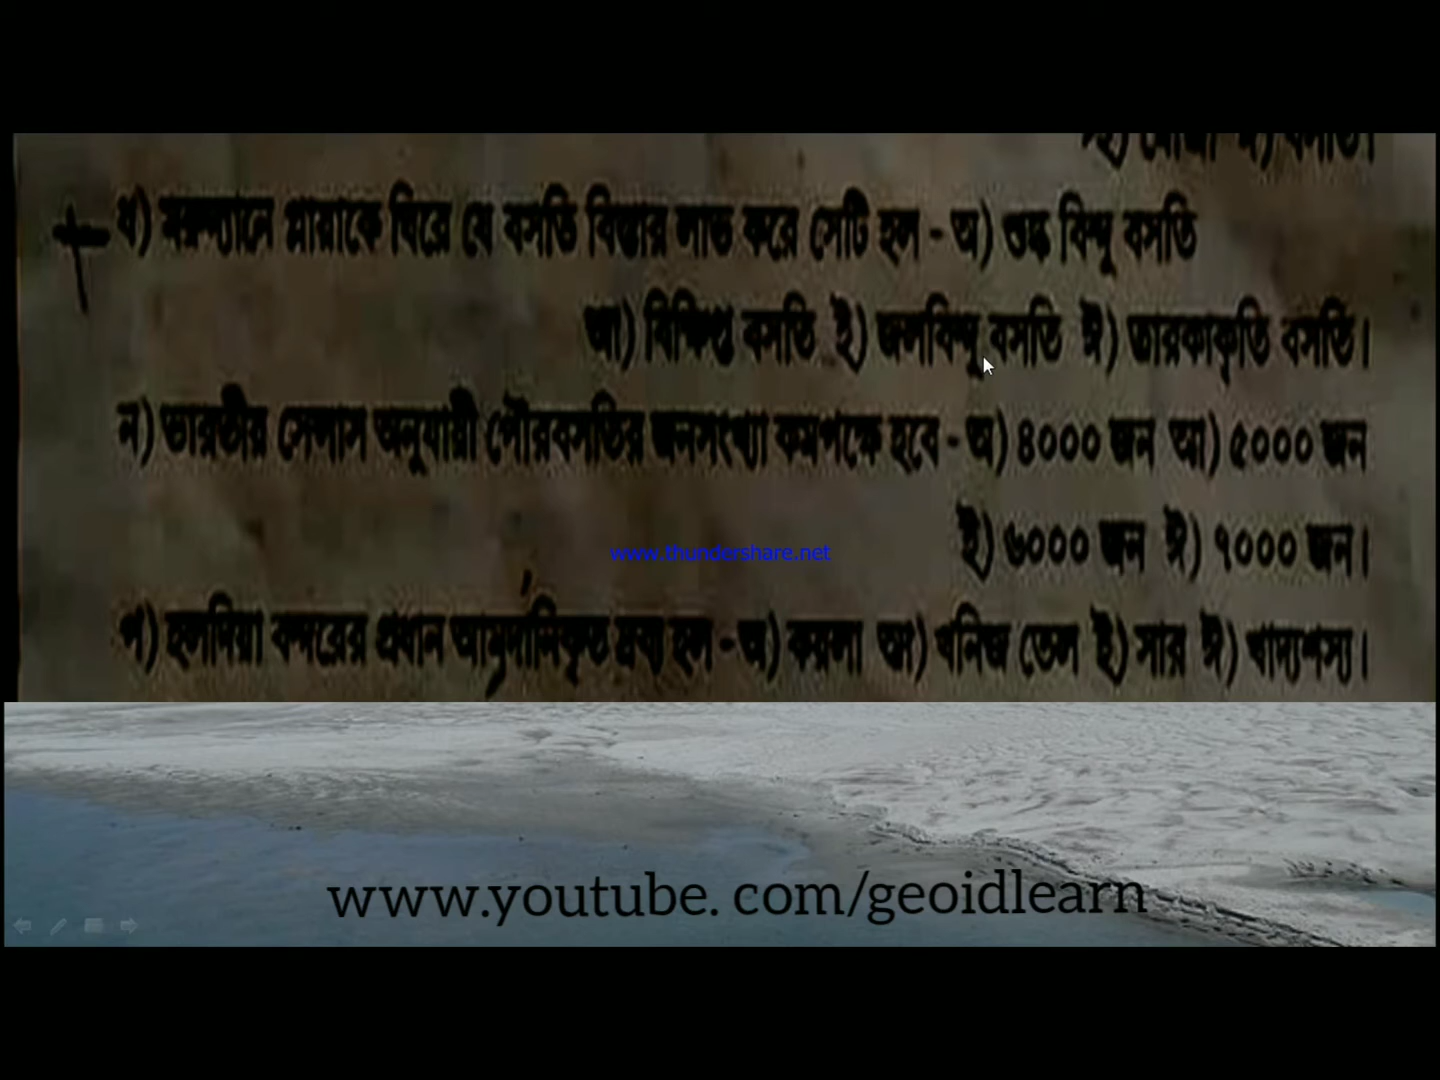 ধ) মরুদ্যানে প্লায়াকে ঘিরে যে বসতি বিস্তার লাভ করে সেটি হল - অ) শুষ্ক বিন্দু বসতি
আ) বিক্ষিপ্ত বসতি ই) জলবিন্দু বসতি ঈ) তারকাকৃতি বসতি।
ন) ভারতীয় সেন্সাস অনুযায়ী পৌরবসতির জনসংখ্যা কমপক্ষে হবে - অ) ৪০০০ জন আ) ৫০০০ জন
ই) ৬০০০ জন ঈ) ৭০০০ জন।
www.thundershare.net
প) হলদিয়া বন্দরের প্রধান আমদানিকৃত দ্রব্য হল - অ) কয়লা আ) খনিজ তেল ই) সার ঈ) খাদ্যশস্য।
www.youtube. com/geoidlearn